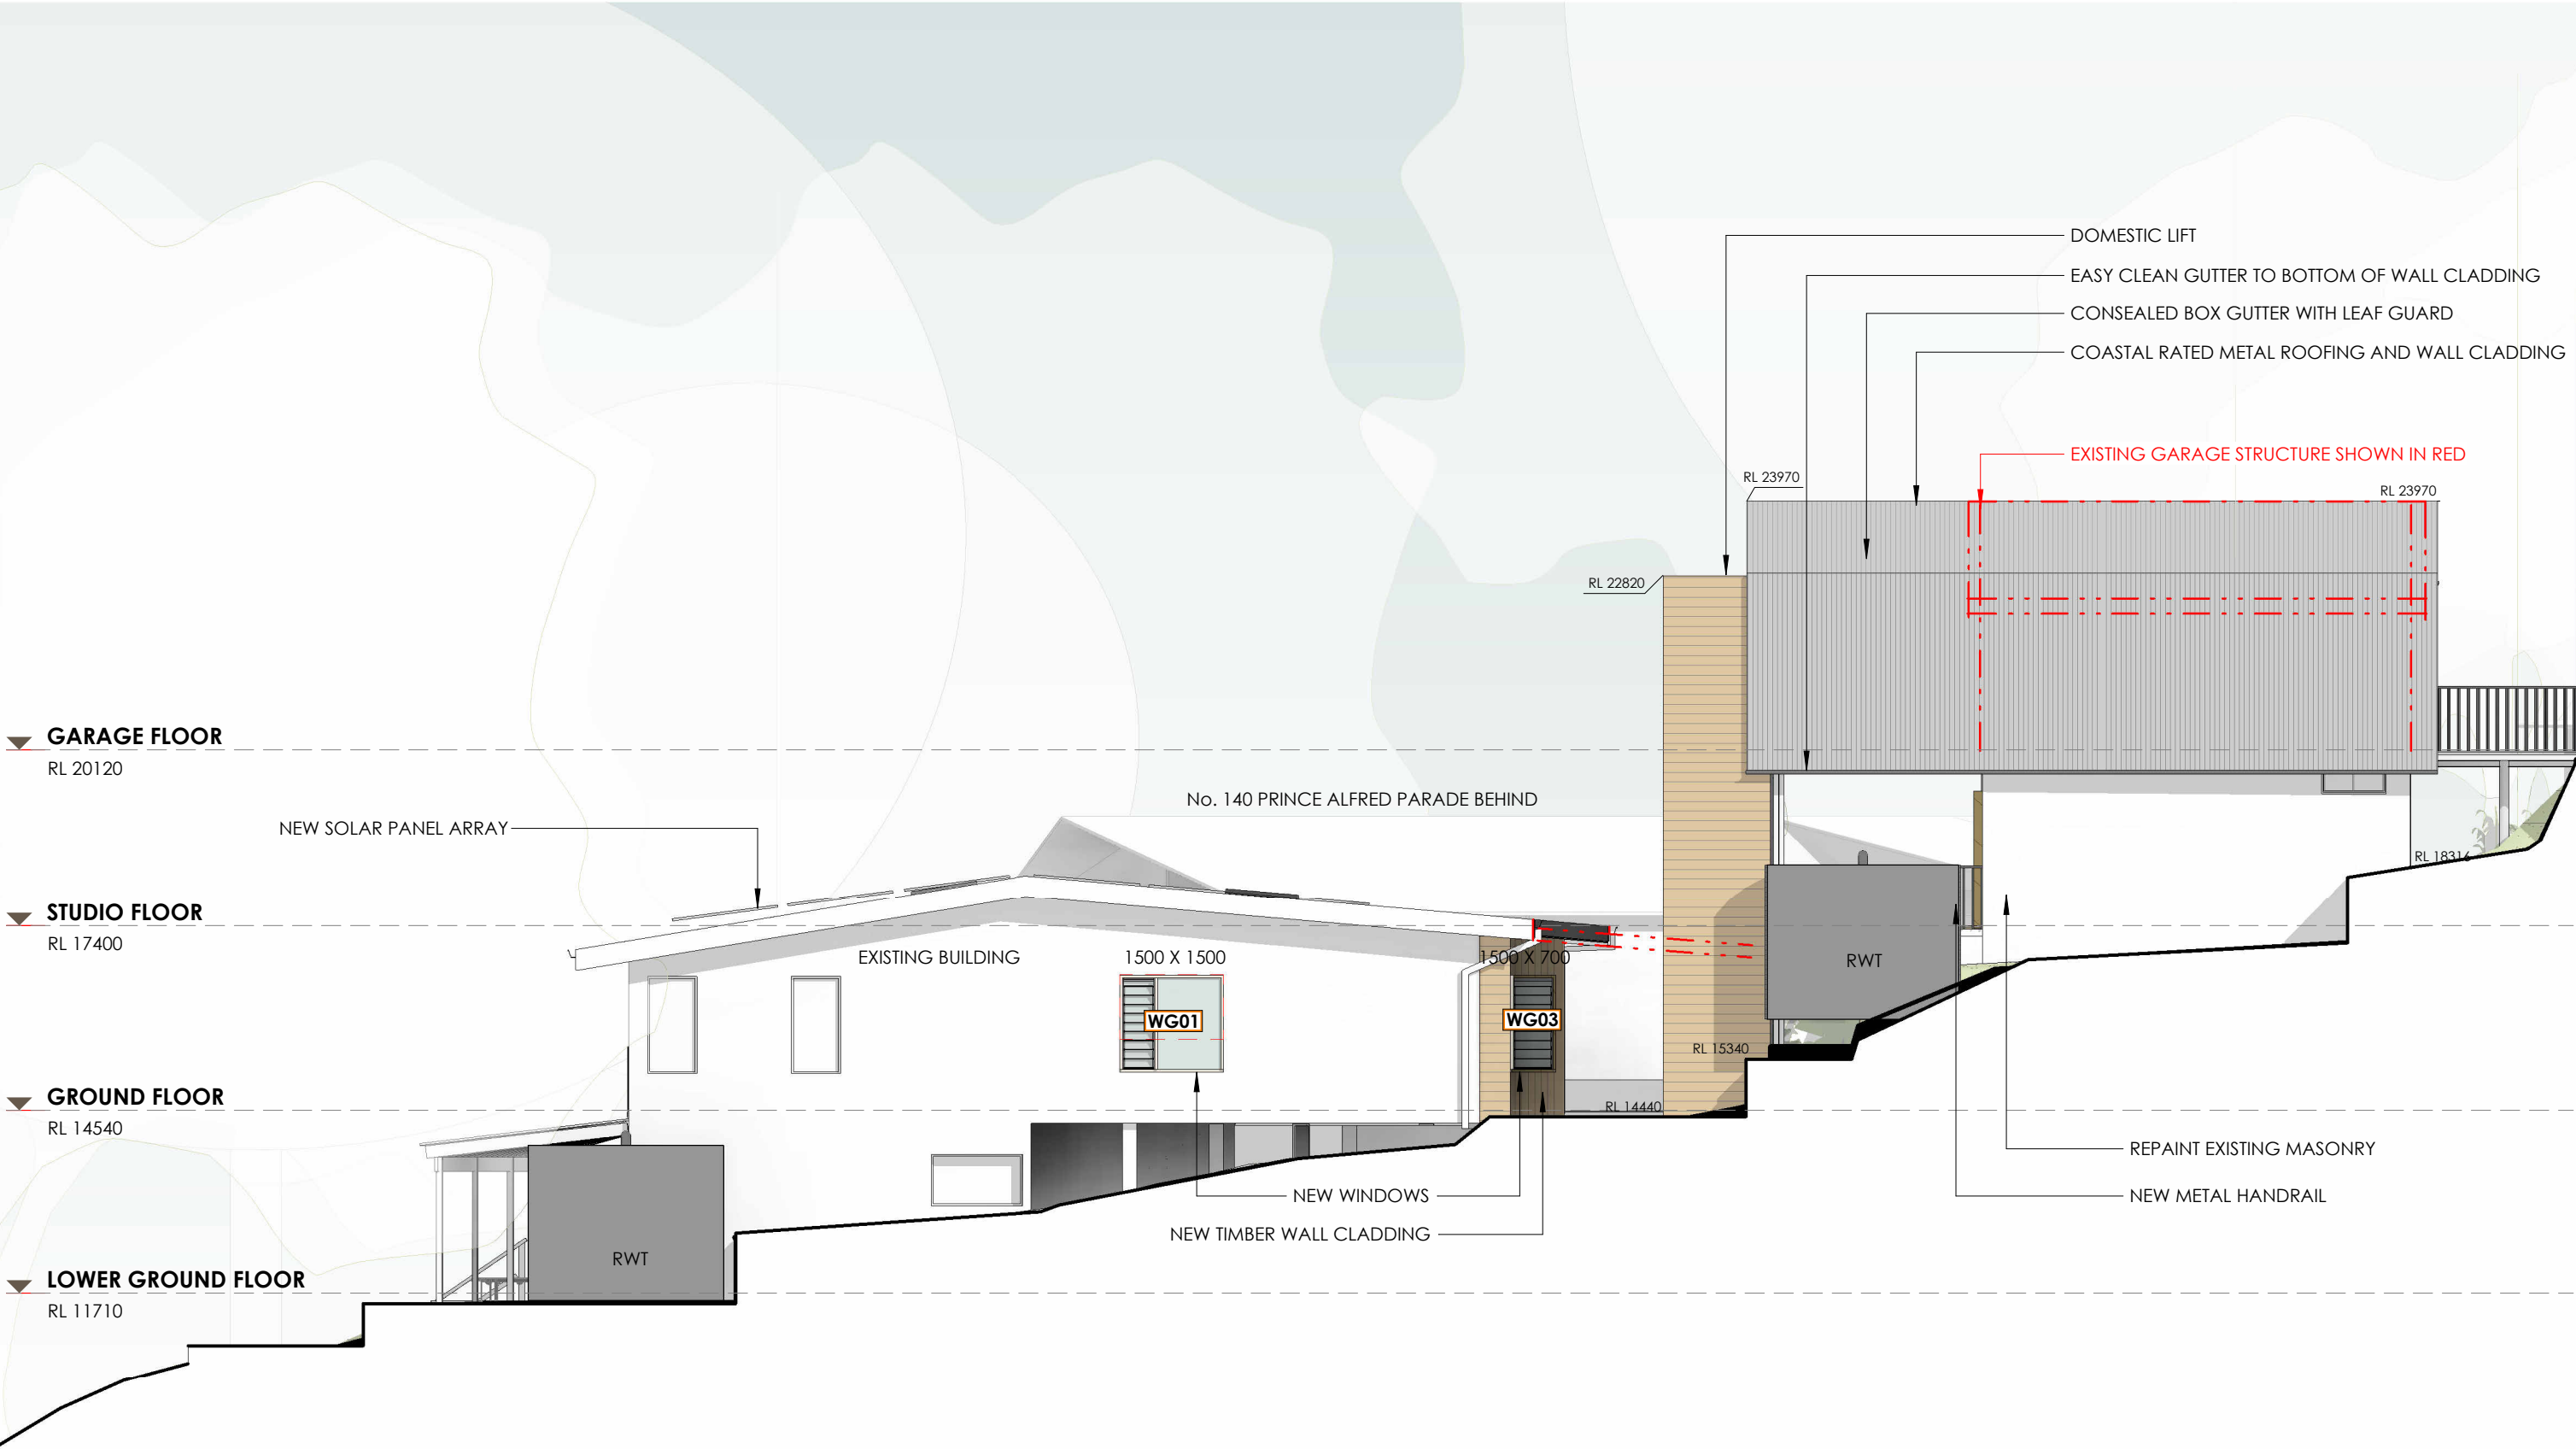 DOMESTIC LIFT
EASY CLEAN GUTTER TO BOTTOM OF WALL CLADDING
CONSEALED BOX GUTTER WITH LEAF GUARD
COASTAL RATED METAL ROOFING AND WALL CLADDING
EXISTING GARAGE STRUCTURE SHOWN IN RED
RL 23970
RL 23970
RL 22820
GARAGE FLOOR
RL 20120
No. 140 PRINCE ALFRED PARADE BEHIND
NEW SOLAR PANEL ARRAY
RL 18316
STUDIO FLOOR
RL 17400
EXISTING BUILDING
1500 X 1500
1500 X 700
RWT
WG01
WG03
RL 15340
GROUND FLOOR
RL 14540
RL 14440
REPAINT EXISTING MASONRY
NEW WINDOWS
NEW METAL HANDRAIL
NEW TIMBER WALL CLADDING
RWT
LOWER GROUND FLOOR
RL 11710